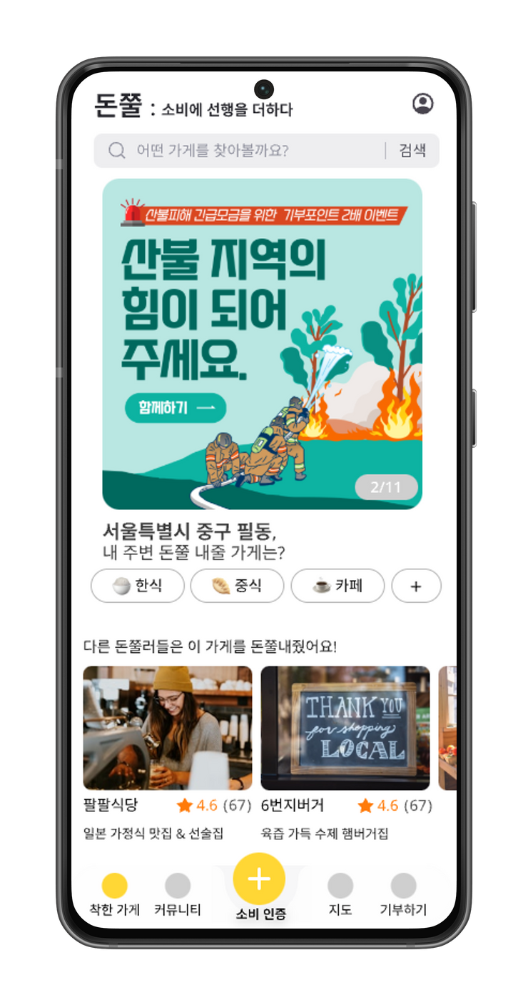 돈쭐 : 소비에 선행을 더하다
어떤 가게를 찾아볼까요? 검색
산불피해 긴급모금을 위한 기부포인트 2배 이벤트
산불 지역의
힘이 되어
주세요.
함께하기
2/11
서울특별시 중구 필동,
내 주변 돈쭐 내줄 가게는?
한식 중식 카페 +
다른 돈쭐러들은 이 가게를 돈쭐내줬어요!
THANK YOU
for shopping
LOCAL
팔팔식당 4.6 (67) 6번지버거 4.6 (67)
일본 가정식 맛집 & 선술집 육즙 가득 수제 햄버거집
착한 가게 커뮤니티 소비 인증 지도 기부하기